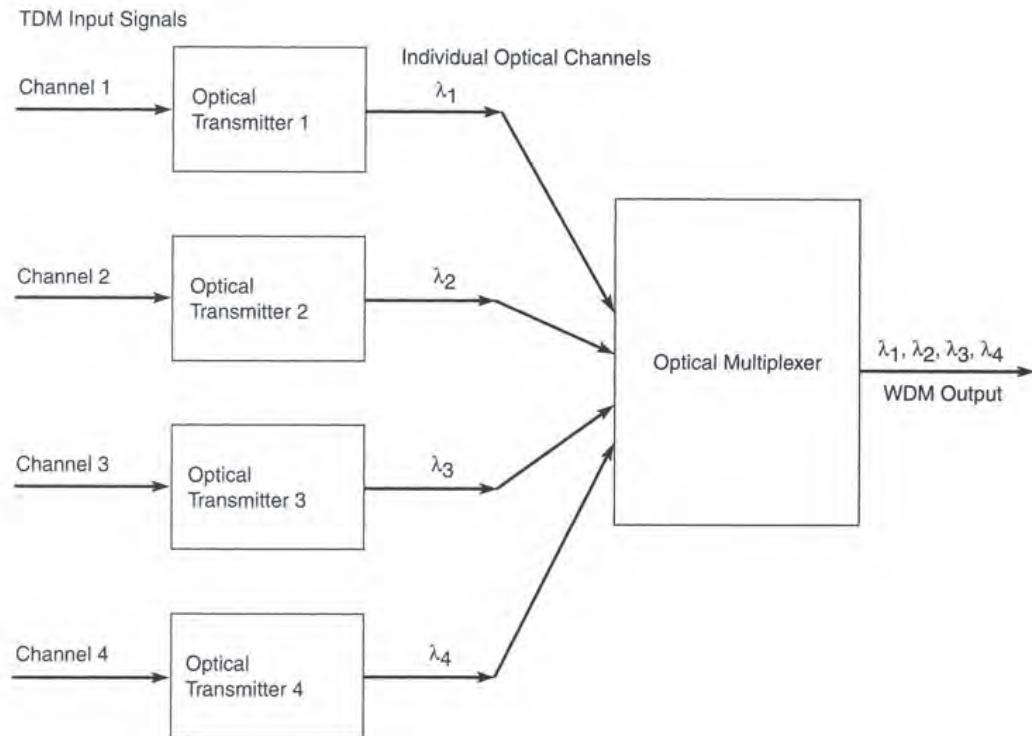 TDM Input Signals
Individual Optical Channels
Channel 1
Optical
Transmitter 1
λ1
Channel 2
Optical
Transmitter 2
λ2
Optical Multiplexer
λ1, λ2, λ3, λ4
WDM Output
Channel 3
Optical
Transmitter 3
λ3
Channel 4
Optical
Transmitter 4
λ4